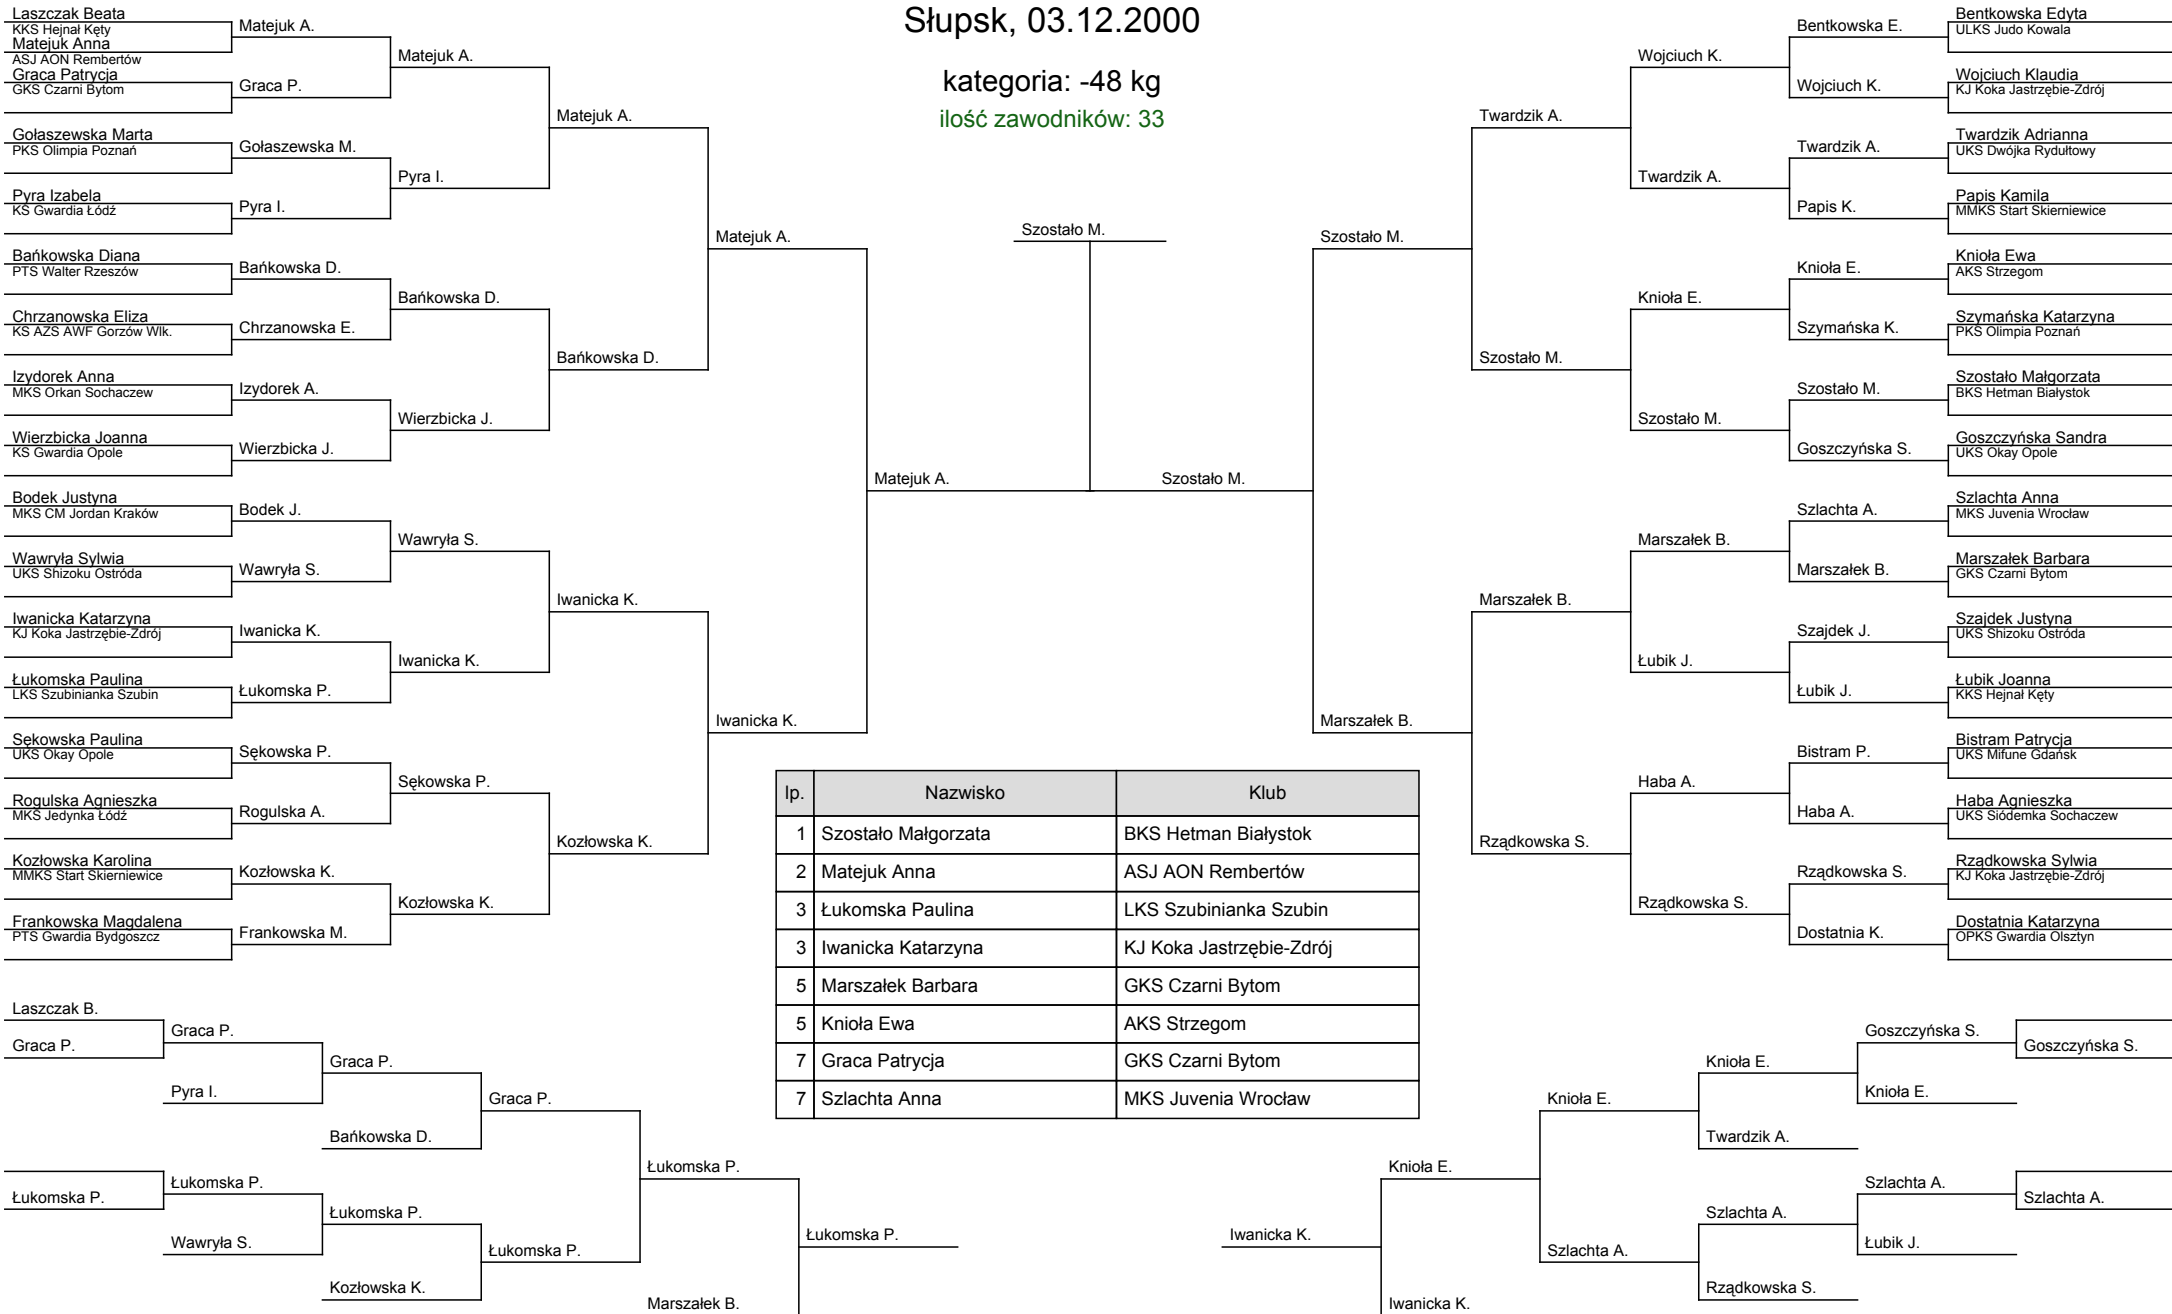 Słupsk, 03.12.2000
kategoria: -48 kg
ilość zawodników: 33
Laszczak Beata
KKS Hejnał Kęty
Matejuk Anna
ASJ AON Rembertów
Graca Patrycja
GKS Czarni Bytom
Gołaszewska Marta
PKS Olimpia Poznań
Pyra Izabela
KS Gwardia Łódź
Bańkowska Diana
PTS Walter Rzeszów
Chrzanowska Eliza
KS AZS AWF Gorzów Wlk.
Izydorek Anna
MKS Orkan Sochaczew
Wierzbicka Joanna
KS Gwardia Opole
Bodek Justyna
MKS CM Jordan Kraków
Wawryła Sylwia
UKS Shizoku Ostróda
Iwanicka Katarzyna
KJ Koka Jastrzębie-Zdrój
Łukomska Paulina
LKS Szubinianka Szubin
Sękowska Paulina
UKS Okay Opole
Rogulska Agnieszka
MKS Jedynka Łódź
Kozłowska Karolina
MMKS Start Skierniewice
Frankowska Magdalena
PTS Gwardia Bydgoszcz
Matejuk A.
Graca P.
Gołaszewska M.
Pyra I.
Bańkowska D.
Chrzanowska E.
Izydorek A.
Wierzbicka J.
Bodek J.
Wawryła S.
Iwanicka K.
Łukomska P.
Sękowska P.
Rogulska A.
Kozłowska K.
Frankowska M.
Matejuk A.
Pyra I.
Bańkowska D.
Wierzbicka J.
Wawryła S.
Iwanicka K.
Sękowska P.
Kozłowska K.
Matejuk A.
Bańkowska D.
Iwanicka K.
Kozłowska K.
Matejuk A.
Iwanicka K.
Matejuk A.
Szostało M.
Szostało M.
Szostało M.
Marszałek B.
Twardzik A.
Szostało M.
Marszałek B.
Rządkowska S.
Wojciuch K.
Twardzik A.
Knioła E.
Szostało M.
Marszałek B.
Łubik J.
Haba A.
Rządkowska S.
Bentkowska E.
Wojciuch K.
Twardzik A.
Papis K.
Knioła E.
Szymańska K.
Szostało M.
Goszczyńska S.
Szlachta A.
Marszałek B.
Szajdek J.
Łubik J.
Bistram P.
Haba A.
Rządkowska S.
Dostatnia K.
Bentkowska Edyta
ULKS Judo Kowala
Wojciuch Klaudia
KJ Koka Jastrzębie-Zdrój
Twardzik Adrianna
UKS Dwójka Rydułtowy
Papis Kamila
MMKS Start Skierniewice
Knioła Ewa
AKS Strzegom
Szymańska Katarzyna
PKS Olimpia Poznań
Szostało Małgorzata
BKS Hetman Białystok
Goszczyńska Sandra
UKS Okay Opole
Szlachta Anna
MKS Juvenia Wrocław
Marszałek Barbara
GKS Czarni Bytom
Szajdek Justyna
UKS Shizoku Ostróda
Łubik Joanna
KKS Hejnał Kęty
Bistram Patrycja
UKS Mifune Gdańsk
Haba Agnieszka
UKS Siódemka Sochaczew
Rządkowska Sylwia
KJ Koka Jastrzębie-Zdrój
Dostatnia Katarzyna
OPKS Gwardia Olsztyn
lp. Nazwisko Klub
1 Szostało Małgorzata BKS Hetman Białystok
2 Matejuk Anna ASJ AON Rembertów
3 Łukomska Paulina LKS Szubinianka Szubin
3 Iwanicka Katarzyna KJ Koka Jastrzębie-Zdrój
5 Marszałek Barbara GKS Czarni Bytom
5 Knioła Ewa AKS Strzegom
7 Graca Patrycja GKS Czarni Bytom
7 Szlachta Anna MKS Juvenia Wrocław
Laszczak B.
Graca P.
Łukomska P.
Graca P.
Pyra I.
Łukomska P.
Wawryła S.
Graca P.
Bańkowska D.
Łukomska P.
Kozłowska K.
Graca P.
Łukomska P.
Łukomska P.
Marszałek B.
Łukomska P.
Iwanicka K.
Knioła E.
Iwanicka K.
Knioła E.
Szlachta A.
Knioła E.
Twardzik A.
Szlachta A.
Rządkowska S.
Goszczyńska S.
Knioła E.
Szlachta A.
Łubik J.
Goszczyńska S.
Szlachta A.